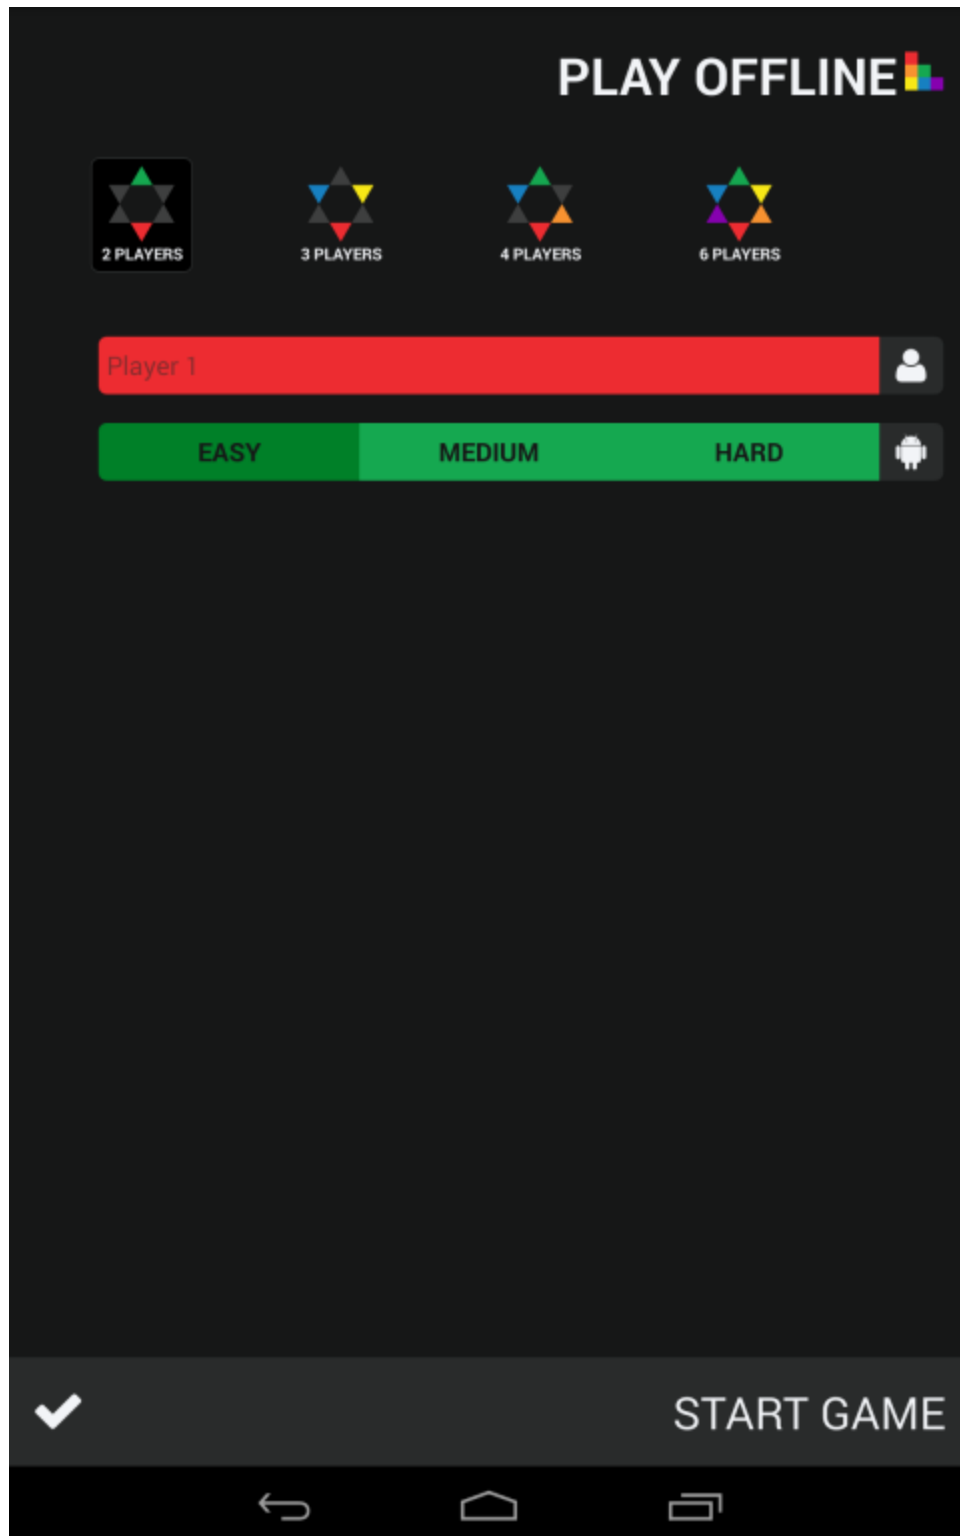 PLAY OFFLINE
2 PLAYERS 3 PLAYERS 4 PLAYERS 6 PLAYERS
Player 1
EASY MEDIUM HARD
START GAME